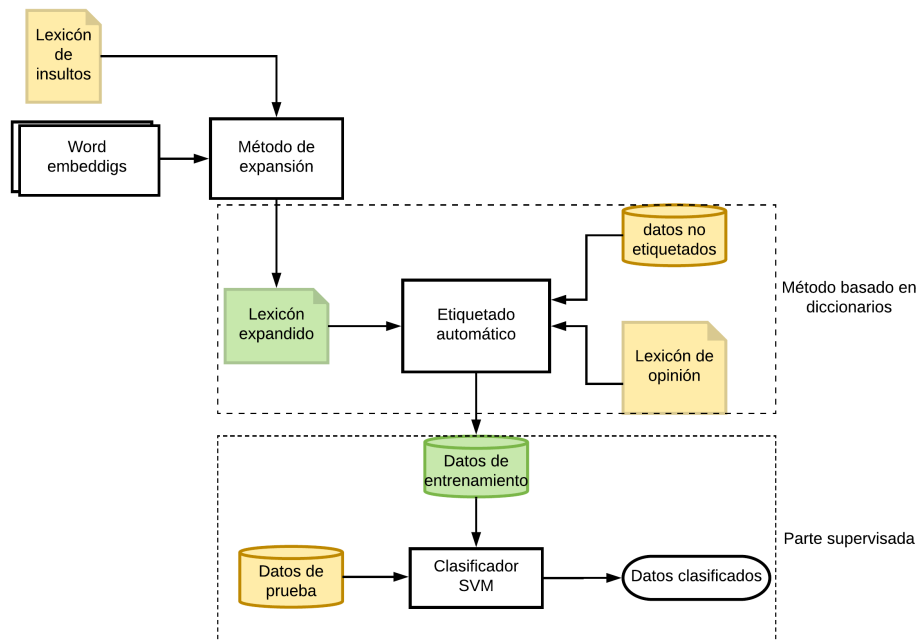 Lexicón
de
insultos
Word
embeddigs
Método de
expansión
datos no
etiquetados
Método basado en
diccionarios
Lexicón
expandido
Etiquetado
automático
Lexicón de
opinión
Datos de
entrenamiento
Parte supervisada
Datos de
prueba
Clasificador
SVM
Datos clasificados